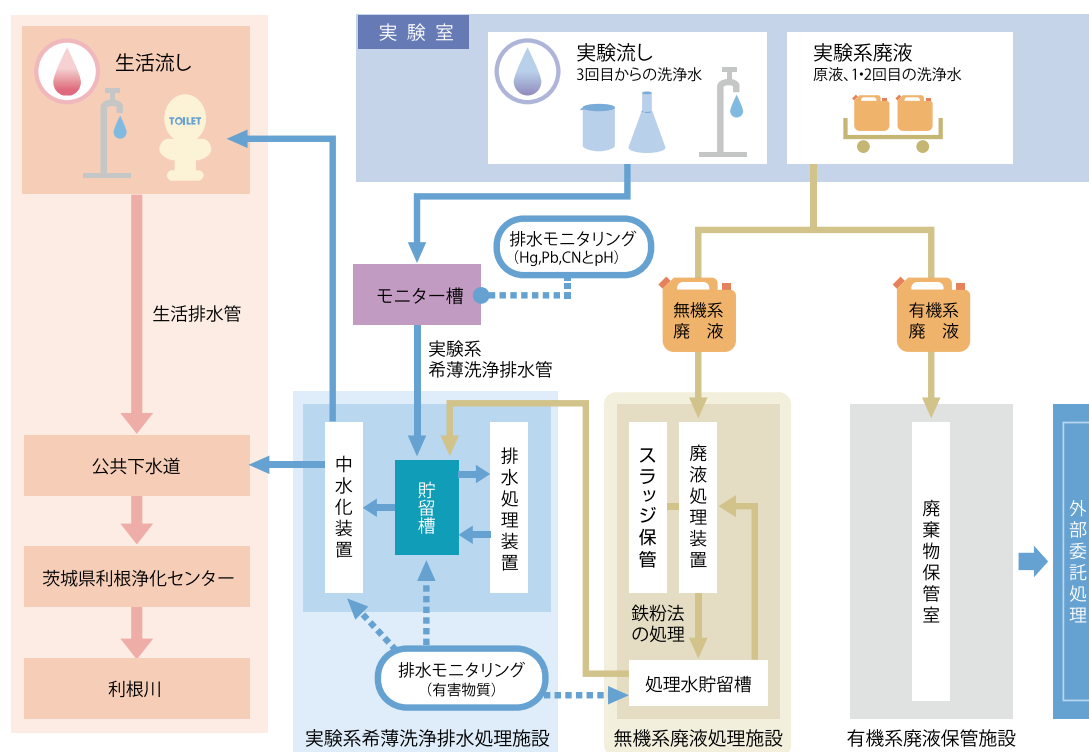 生活流し
TOILET
生活排水管
公共下水道
茨城県利根浄化センター
利根川
実験室
実験流し
3回目からの洗浄水
実験系廃液
原液、1・2回目の洗浄水
排水モニタリング
(Hg,Pb,CNとpH)
モニター槽
実験系
希薄洗浄排水管
無機系
廃 液
有機系
廃 液
中水化装置
貯留槽
排水処理装置
スラッジ保管
廃液処理装置
鉄粉法
の処理
処理水貯留槽
排水モニタリング
(有害物質)
廃棄物保管室
外部委託処理
実験系希薄洗浄排水処理施設
無機系廃液処理施設
有機系廃液保管施設